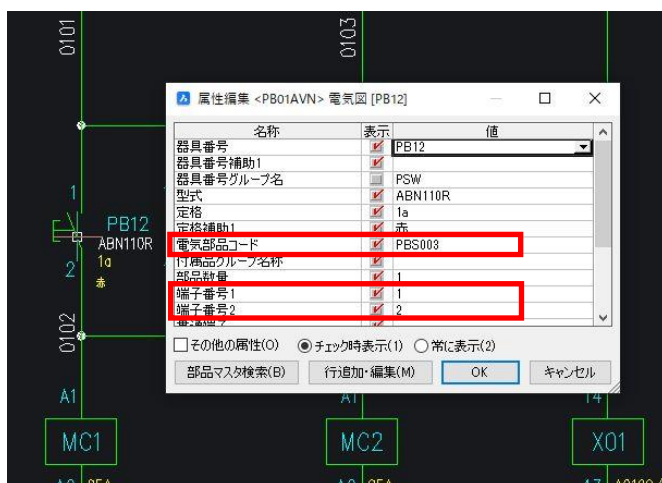 0101
0103
属性編集 <PB01AVN> 電気図 [PB12]
名称 表示 値
器具番号 PB12
器具番号補助1
器具番号グループ名 PSW
型式 ABN110R
定格 1a
定格補助1 赤
電気部品コード PBS003
付属品グループ名称
部品数量 1
端子番号1 1
端子番号2 2
その他の属性(O) チェック時表示(1) 常に表示(2)
部品マスタ検索(B) 行追加・編集(M) OK キャンセル
1
PB12
ABN110R
2
1a
赤
0102
A1
A1
14
MC1
MC2
X01